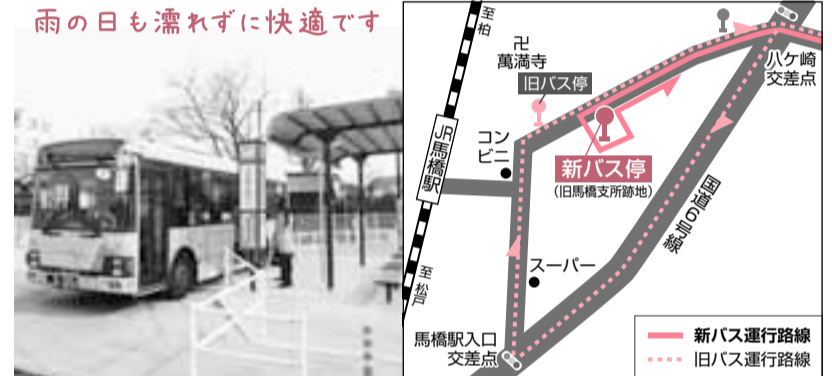 雨の日も濡れずに快適です
至柏
卍
萬満寺
旧バス停
八ケ崎
交差点
JR馬橋駅
コン
ビニ
新バス停
(旧馬橋支所跡地)
国道6号線
スーパー
至松戸
馬橋駅入口
交差点
新バス運行路線
旧バス運行路線